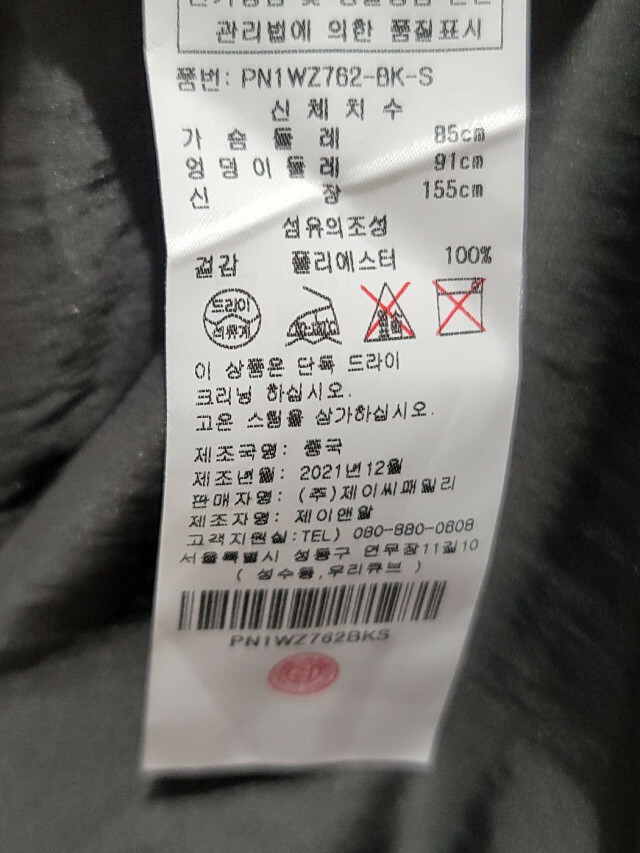 관리법에 의한 품질표시
품번: PN1WZ762-BK-S
신 체 치 수
가 슴 둘 레 85cm
엉 덩 이 둘 레 91cm
신 장 155cm
섬유의조성
겉감 폴리에스터 100%
드라이
석유계
이 상품은 단독 드라이
크리닝 하십시오.
고온 스팀을 삼가하십시오.
제조국명: 중국
제조년월: 2021년12월
판매자명: (주)제이씨패밀리
제조자명: 제이앤알
고객지원실:TEL) 080-880-0608
서울특별시 성동구 연무장11길10
( 성수동,우리큐브 )
PN1WZ762BKS